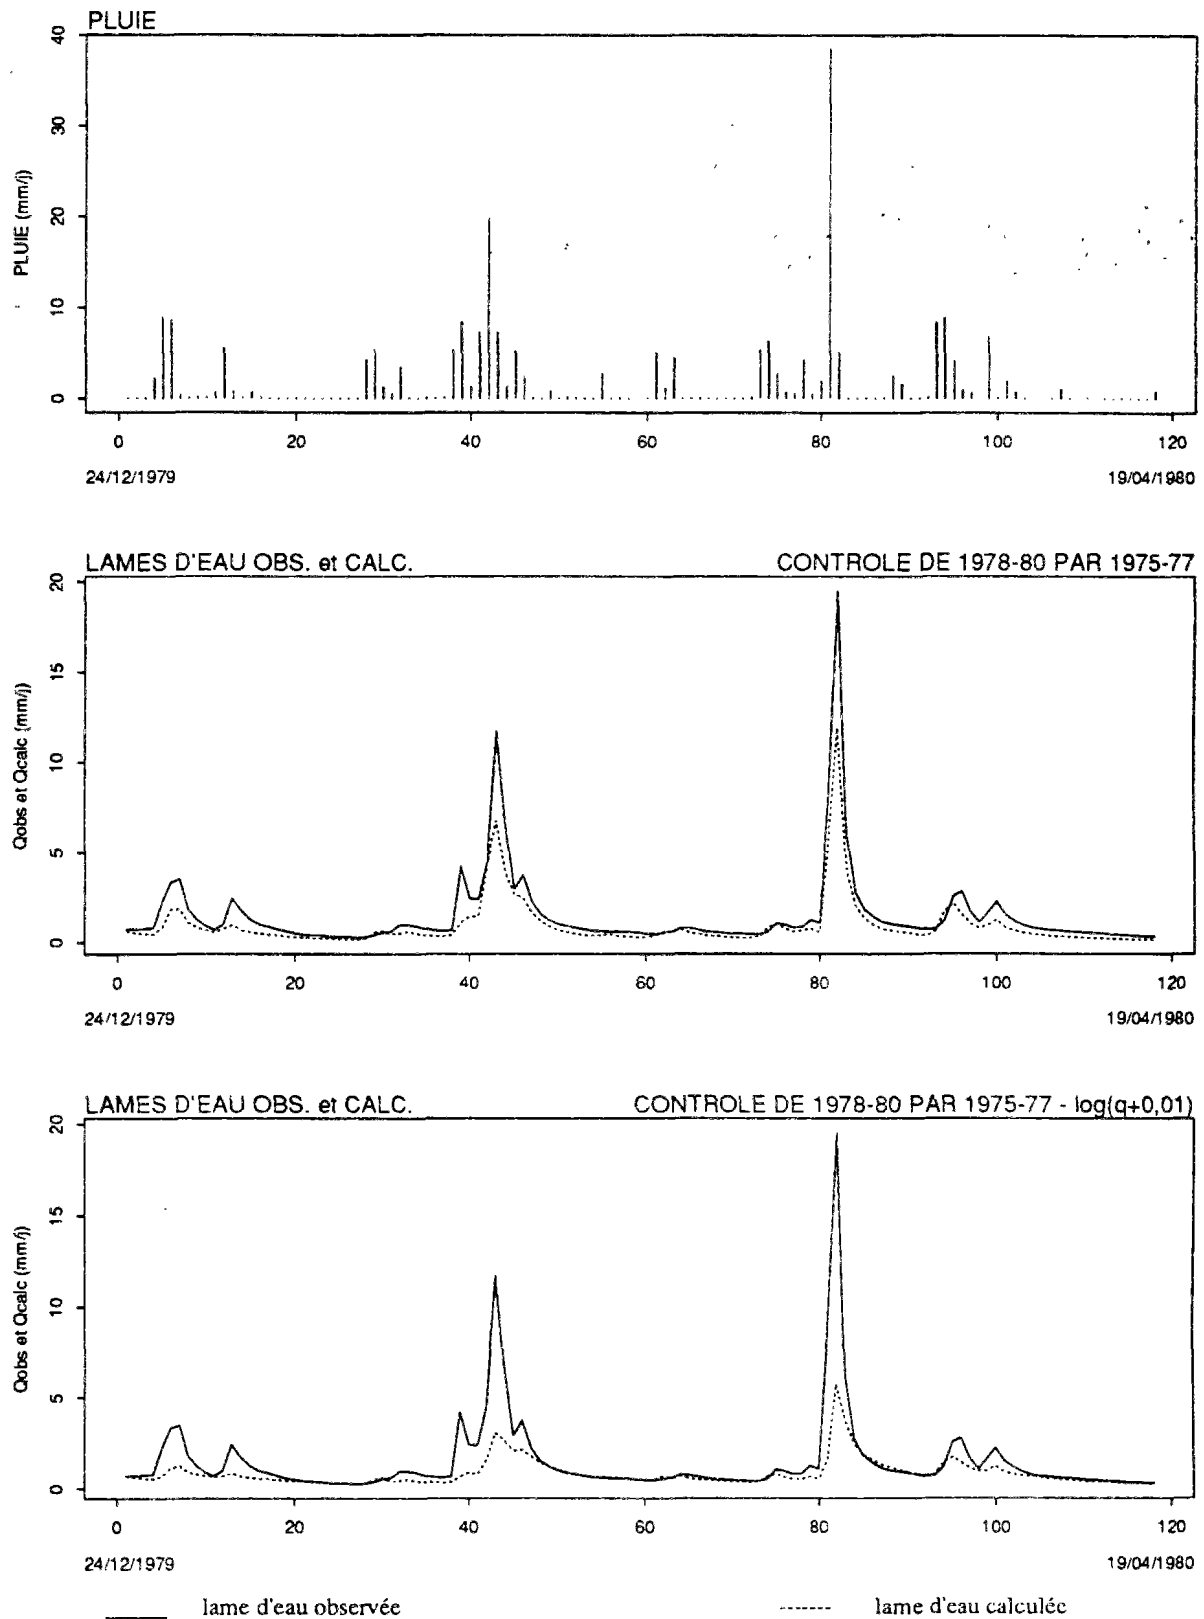 PLUIE
40
30
20
10
0
PLUIE (mm/j)
0 20 40 60 80 100 120
24/12/1979 19/04/1980
LAMES D'EAU OBS. et CALC. CONTROLE DE 1978-80 PAR 1975-77
20
15
10
5
0
Qobs et Qcalc (mm/j)
0 20 40 60 80 100 120
24/12/1979 19/04/1980
LAMES D'EAU OBS. et CALC. CONTROLE DE 1978-80 PAR 1975-77 - log(q+0,01)
20
15
10
5
0
Qobs et Qcalc (mm/j)
0 20 40 60 80 100 120
24/12/1979 19/04/1980
lame d'eau observée lame d'eau calculée